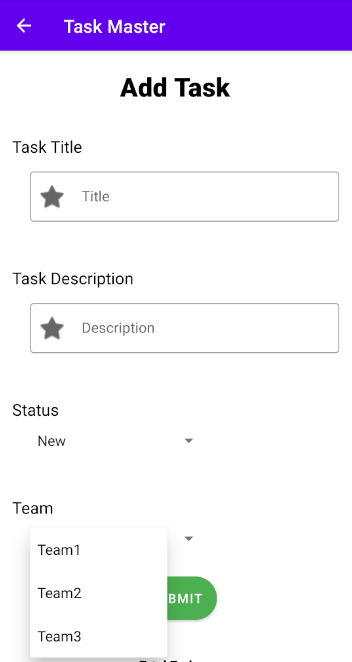 Task Master
Add Task
Task Title
Title
Task Description
Description
Status
New
Team
Team1
Team2
Team3
BMIT